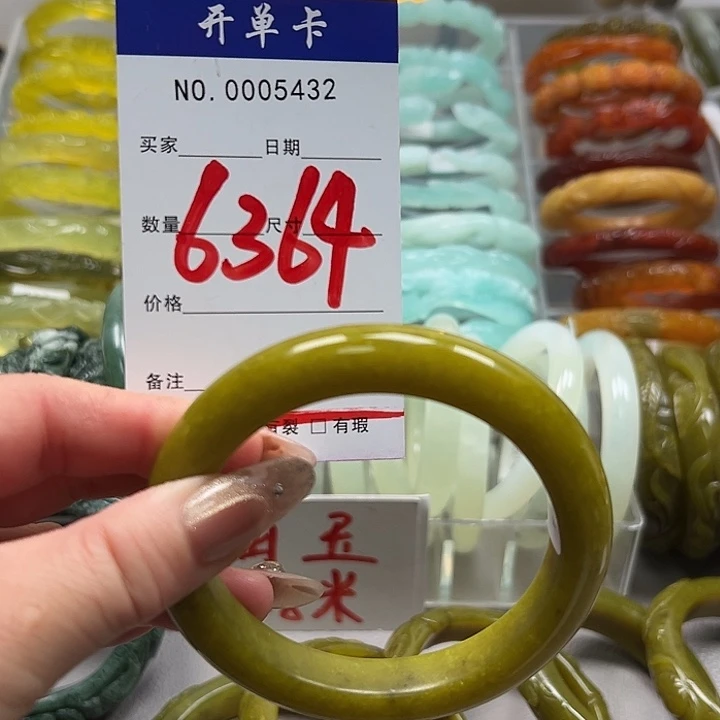 开单卡
NO. 0005432
买家 日期
6364
数量 尺寸
价格
备注
裂 □有瑕
玉
米